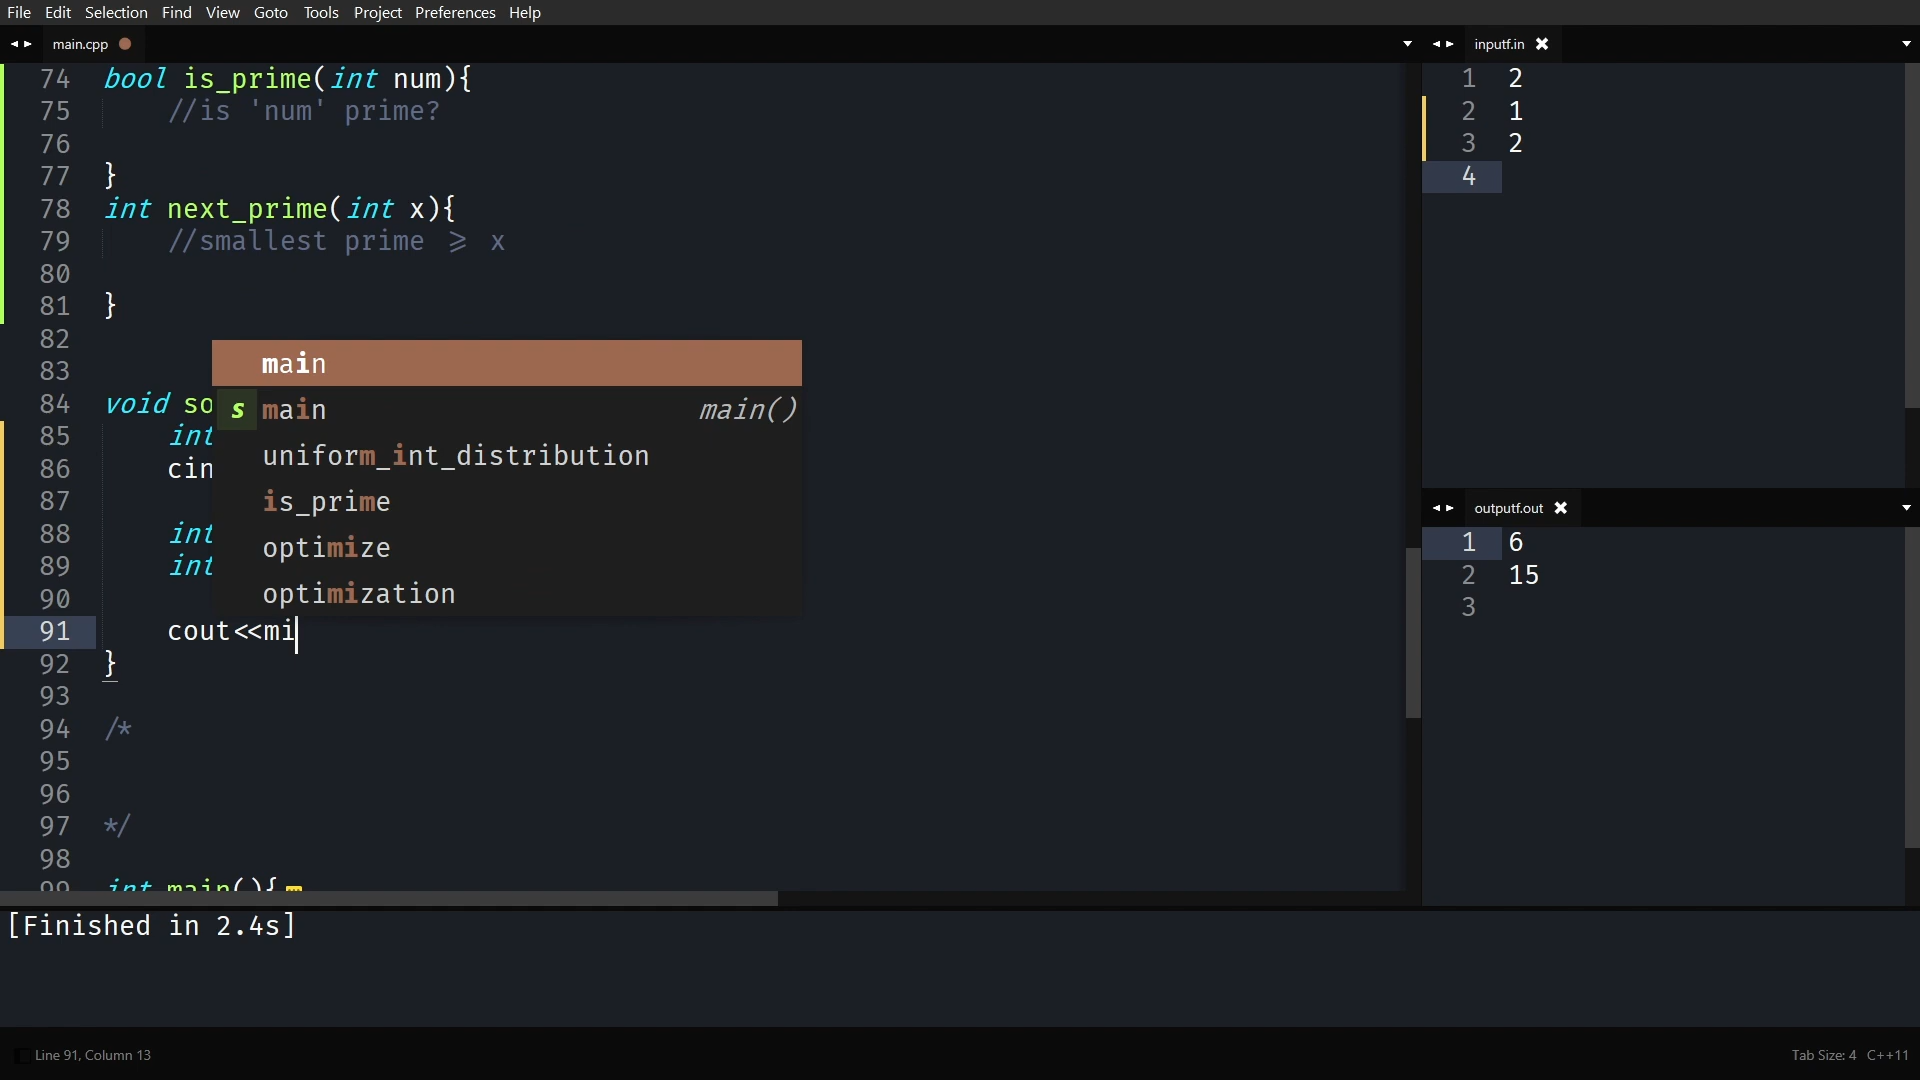 File Edit Selection Find View Goto Tools Project Preferences Help
main.cpp
74 bool is_prime(int num){
75 //is 'num' prime?
76
77 }
78 int next_prime(int x){
79 //smallest prime ⩾ x
80
81 }
82
83
84 void so
85 int
86 cin
87
88 int
89 int
90
91 cout<<mi
92 }
93
94 /*
95
96
97 */
98
99 int main(){
main
s main main()
uniform_int_distribution
is_prime
optimize
optimization
inputf.in
1 2
2 1
3 2
4
outputf.out
1 6
2 15
3
[Finished in 2.4s]
Line 91, Column 13
Tab Size: 4 C++11